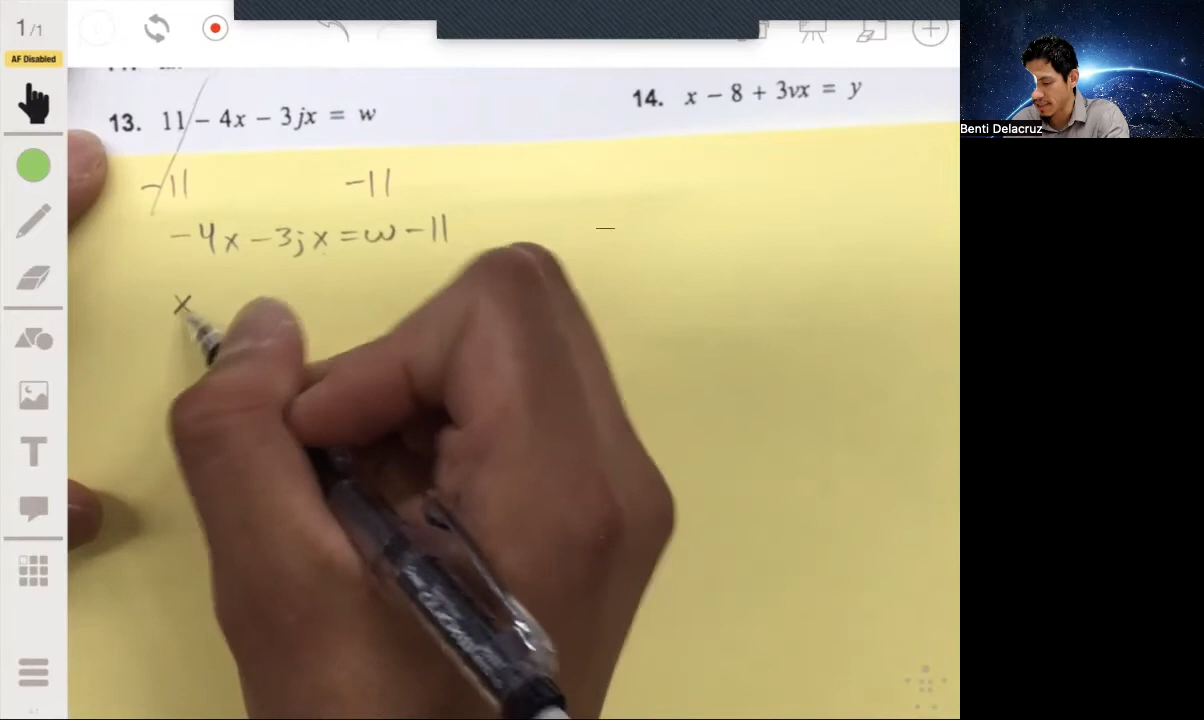 1/1
AF Disabled
13. 11 - 4x - 3jx = w
14. x - 8 + 3vx = y
-11 -11
-4x - 3jx = w - 11
x
T
Benti Delacruz